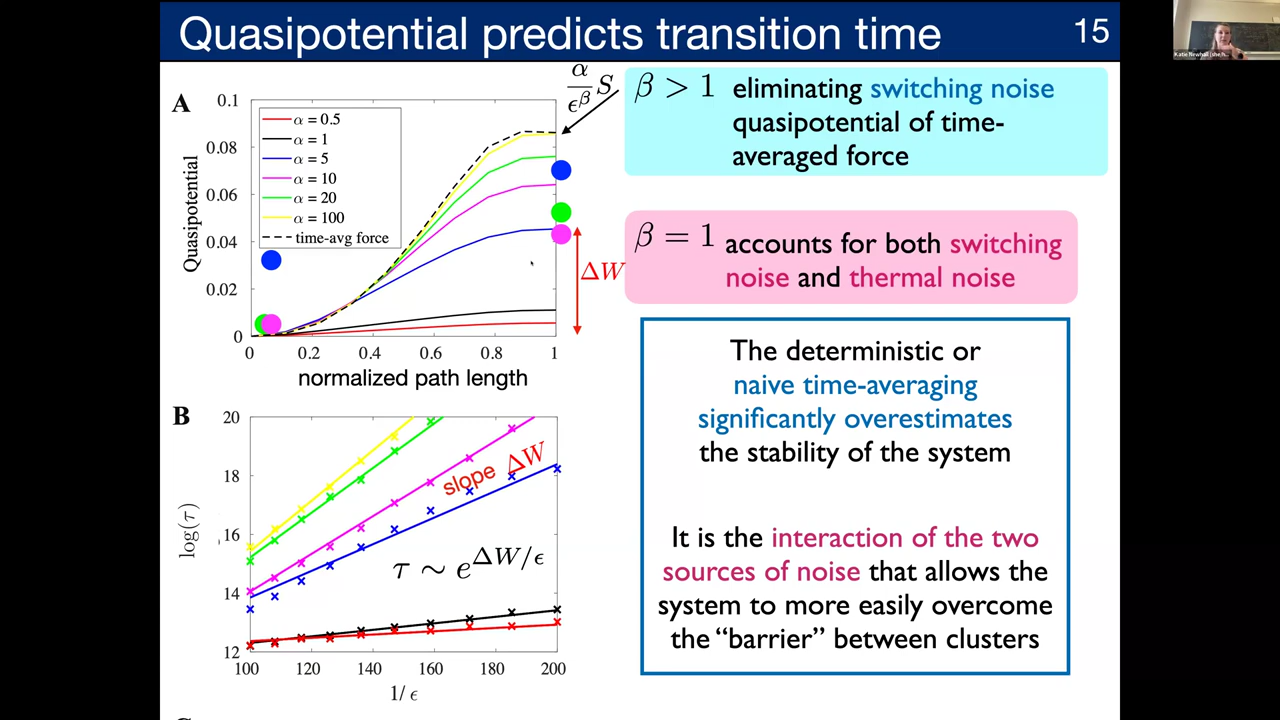 Quasipotential predicts transition time
15
A
α/ϵ^β S
Quasipotential
0.1
0.08
0.06
0.04
0.02
0
α = 0.5
α = 1
α = 5
α = 10
α = 20
α = 100
time-avg force
ΔW
0 0.2 0.4 0.6 0.8 1
normalized path length
β > 1 eliminating switching noise
quasipotential of time-
averaged force
β = 1 accounts for both switching
noise and thermal noise
The deterministic or
naive time-averaging
significantly overestimates
the stability of the system
It is the interaction of the two
sources of noise that allows the
system to more easily overcome
the “barrier” between clusters
B
log(τ)
20
18
16
14
12
slope ΔW
τ ∼ e^{ΔW/ϵ}
100 120 140 160 180 200
1/ ϵ